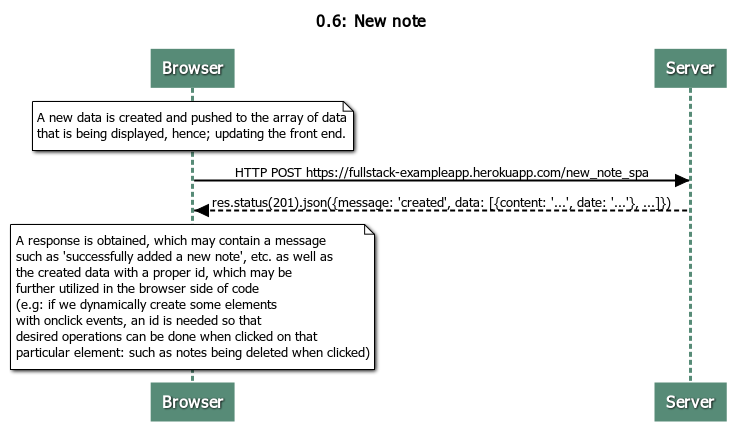 0.6: New note
Browser
Server
A new data is created and pushed to the array of data
that is being displayed, hence; updating the front end.
HTTP POST https://fullstack-exampleapp.herokuapp.com/new_note_spa
res.status(201).json({message: 'created', data: [{content: '...', date: '...'}, ...]})
A response is obtained, which may contain a message
such as 'successfully added a new note', etc. as well as
the created data with a proper id, which may be
further utilized in the browser side of code
(e.g: if we dynamically create some elements
with onclick events, an id is needed so that
desired operations can be done when clicked on that
particular element: such as notes being deleted when clicked)
Browser
Server